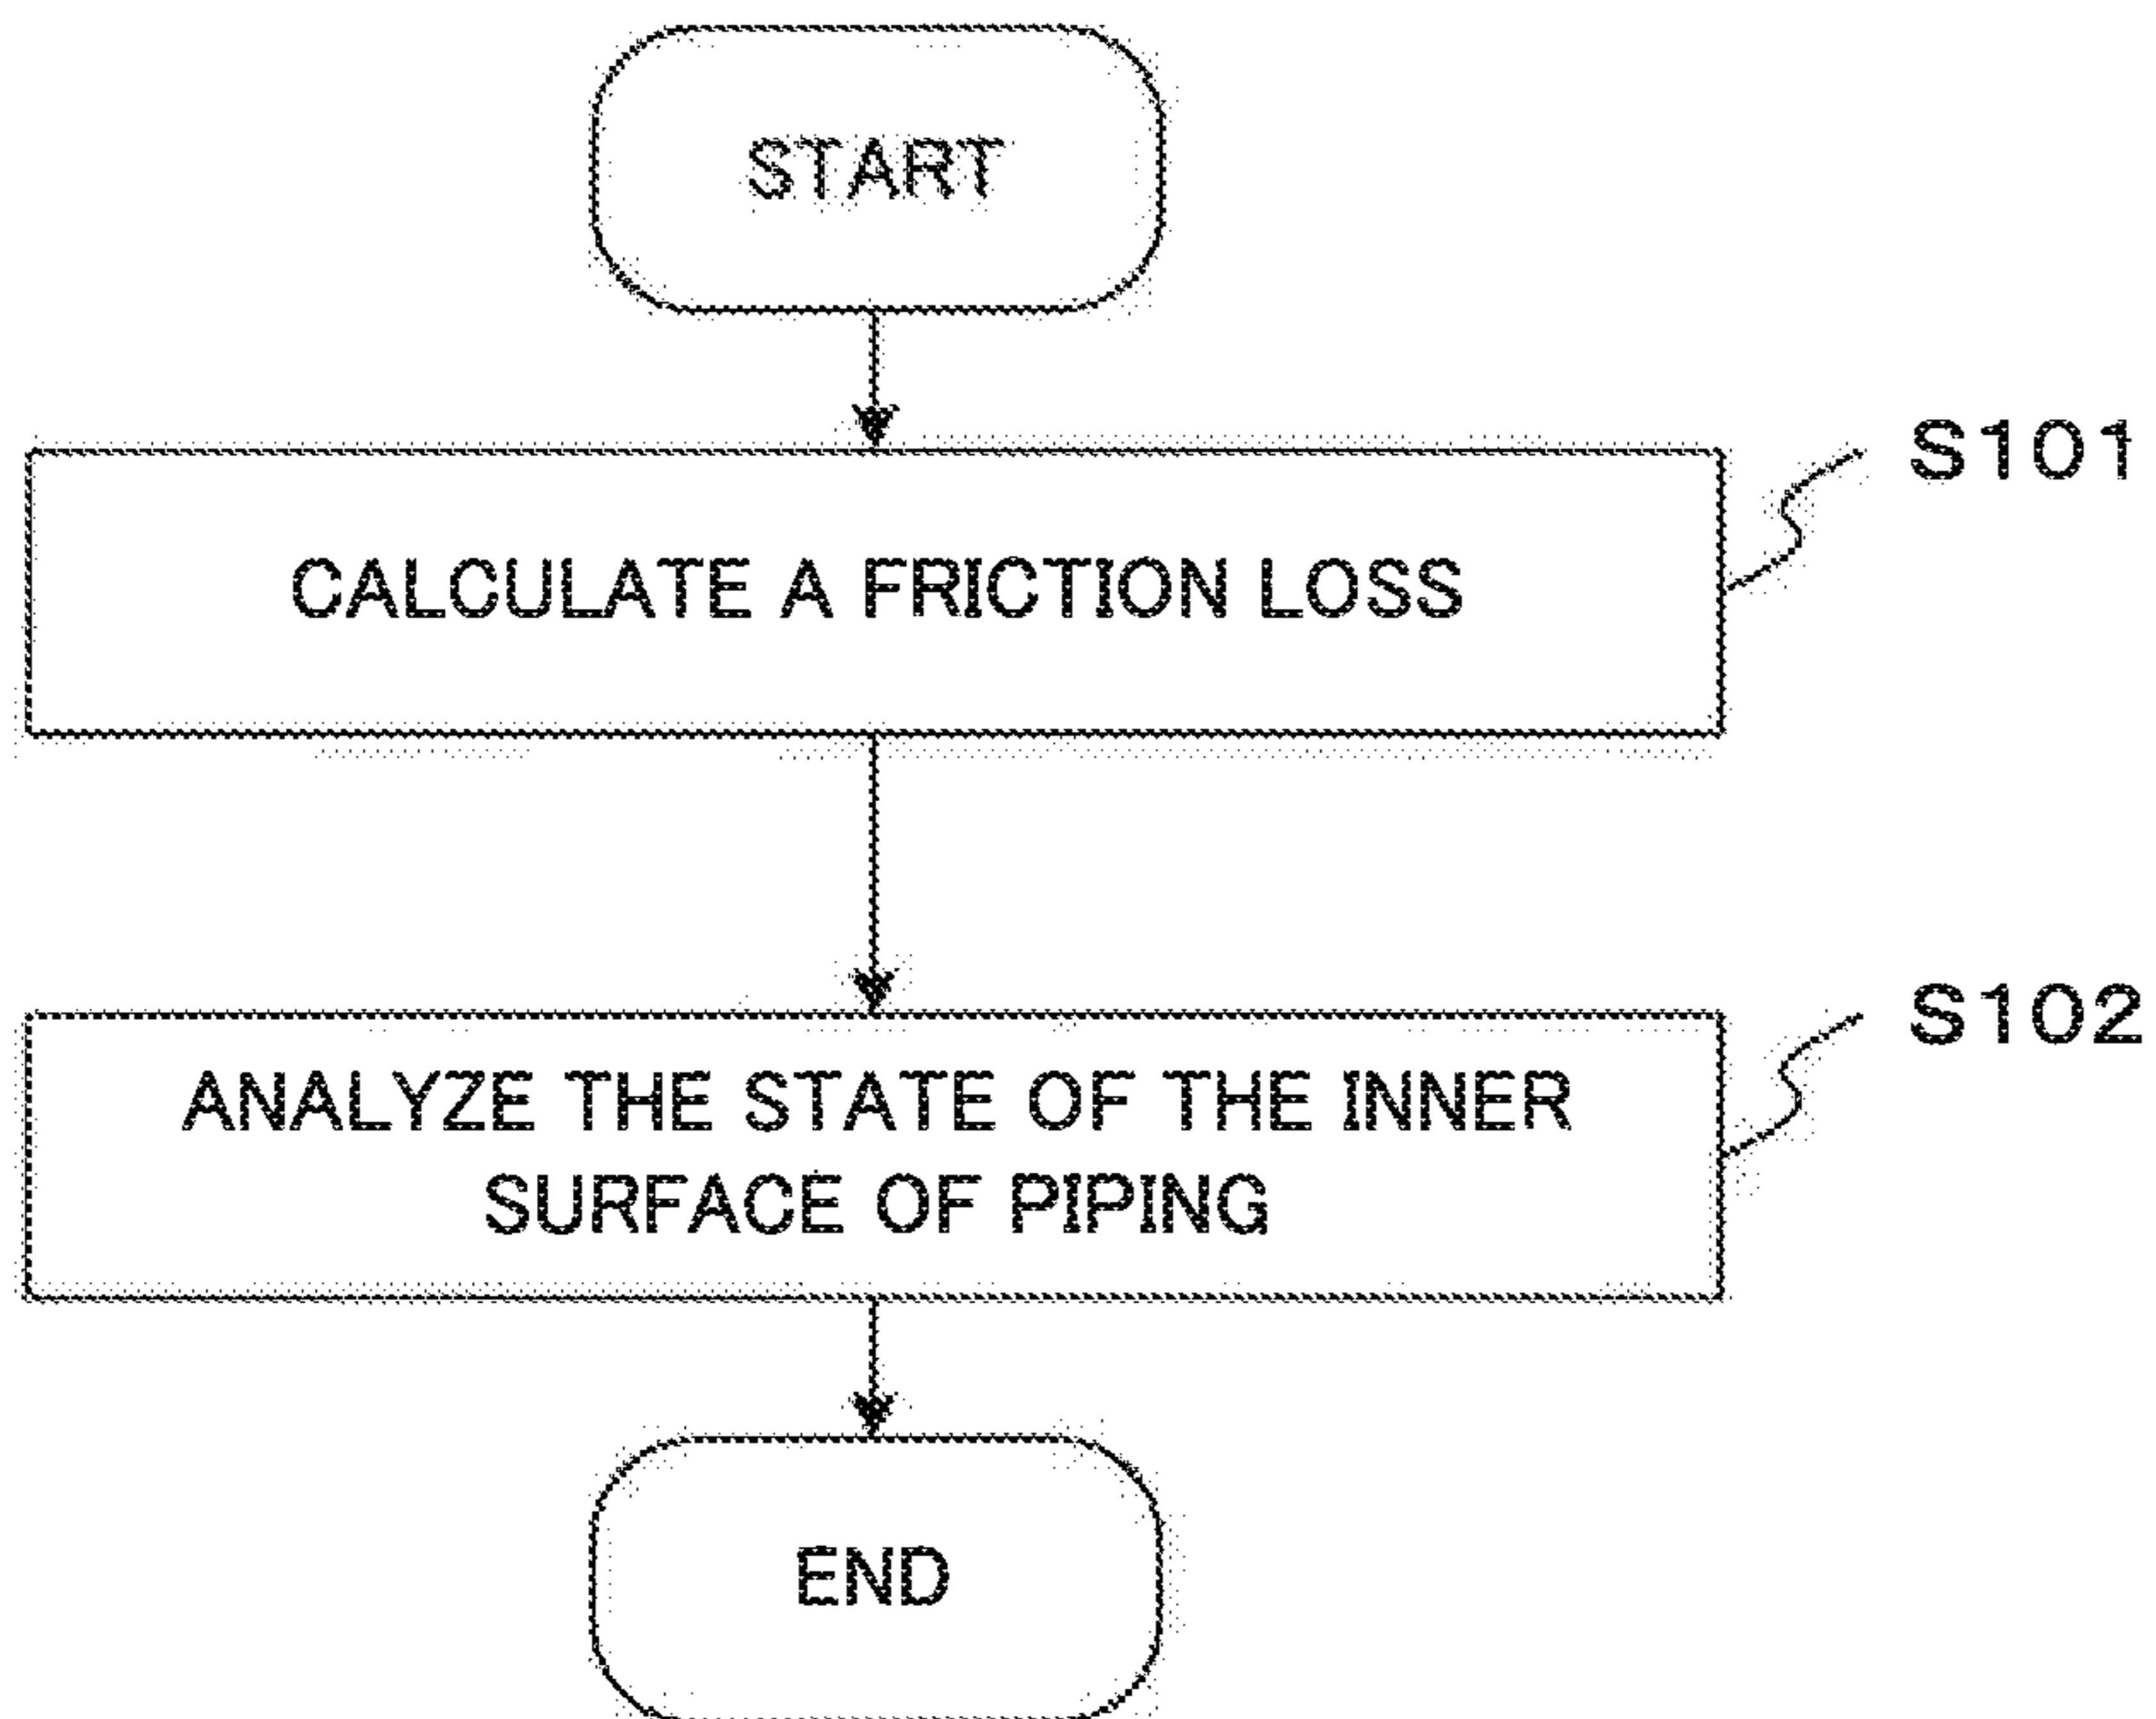 START
S101
CALCULATE A FRICTION LOSS
S102
ANALYZE THE STATE OF THE INNER
SURFACE OF PIPING
END